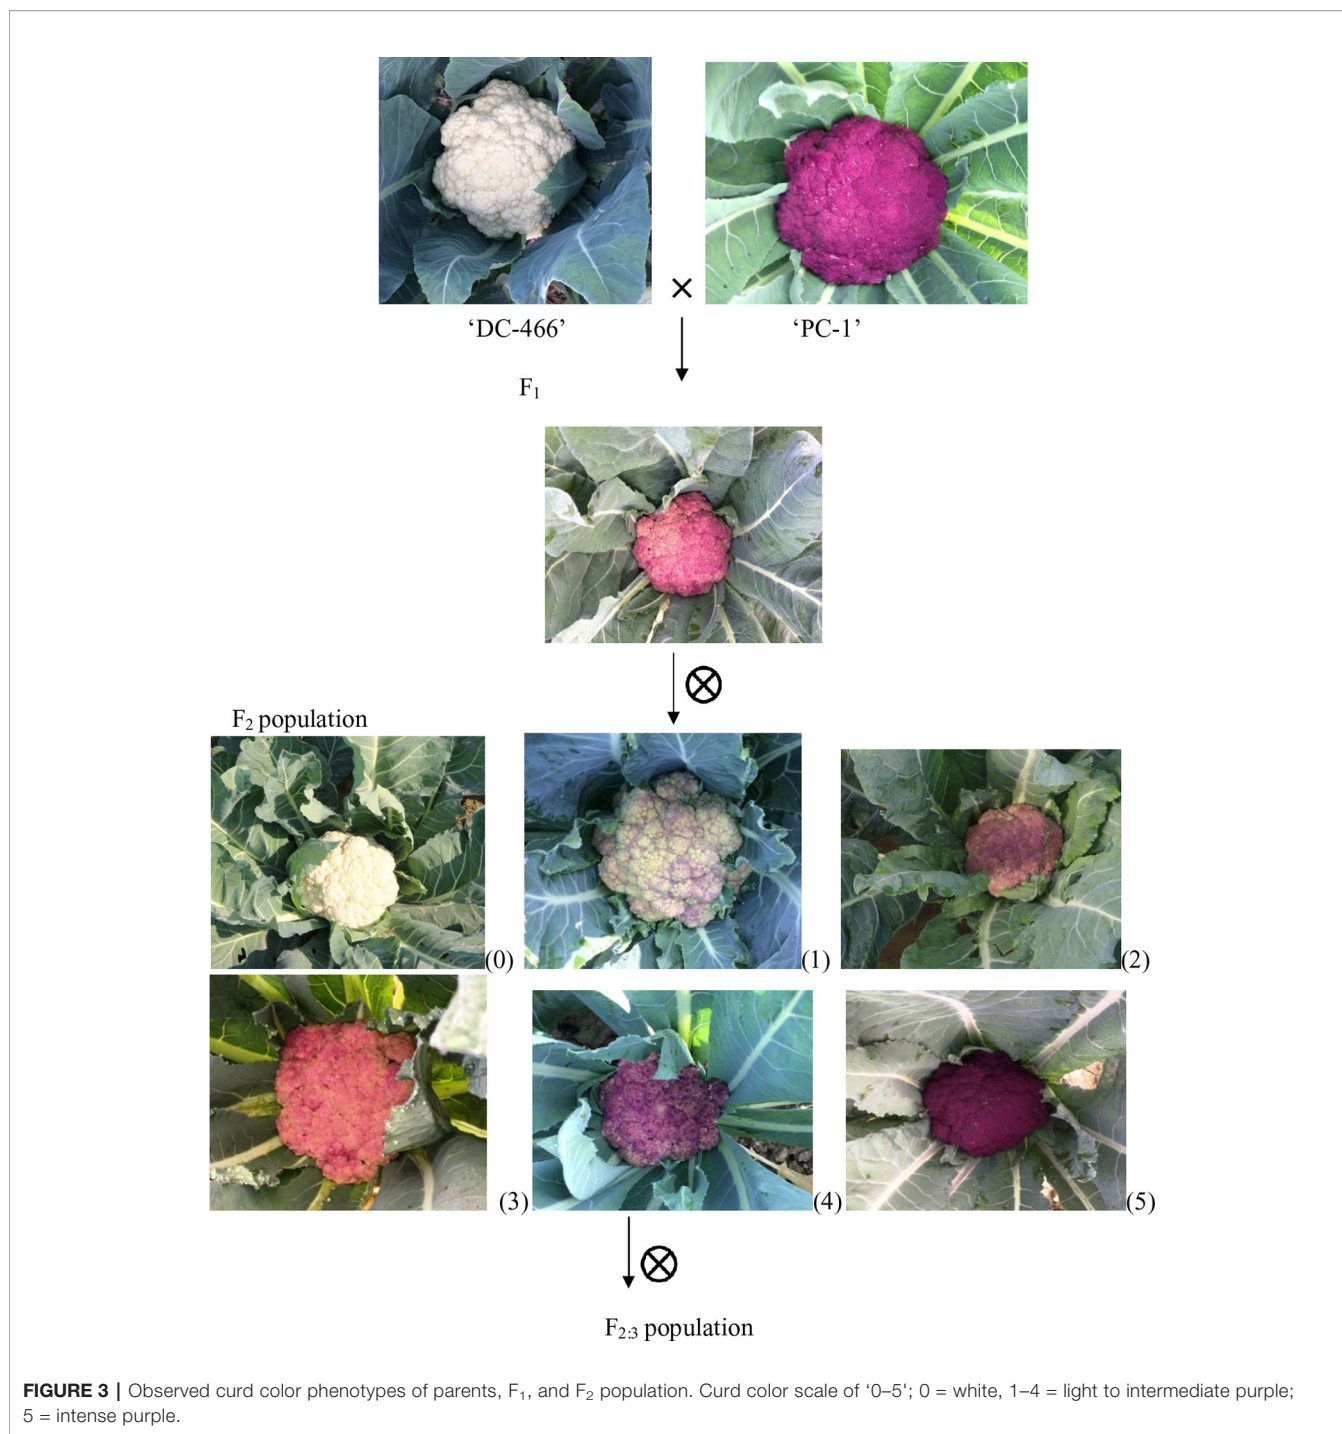 ×
‘DC-466’ ‘PC-1’
F₁
F₂ population
(0) (1) (2)
(3) (4) (5)
F₂:₃ population
FIGURE 3 | Observed curd color phenotypes of parents, F₁, and F₂ population. Curd color scale of ‘0–5'; 0 = white, 1–4 = light to intermediate purple;
5 = intense purple.